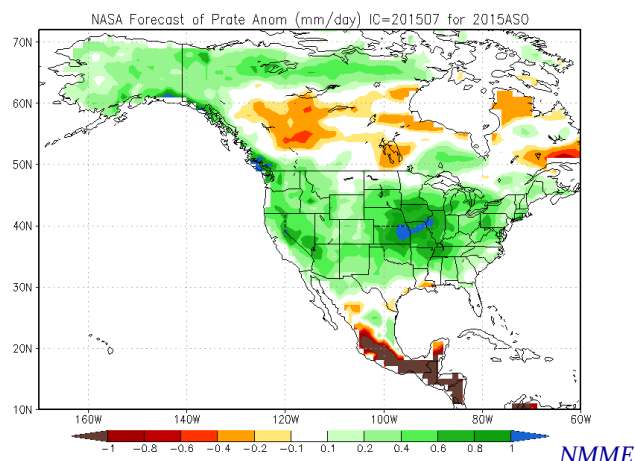 NASA Forecast of Prate Anom (mm/day) IC=201507 for 2015ASO
70N
60N
50N
40N
30N
20N
10N
160W 140W 120W 100W 80W 60W
-1 -0.8 -0.6 -0.4 -0.2 -0.1 0.1 0.2 0.4 0.6 0.8 1
NMME